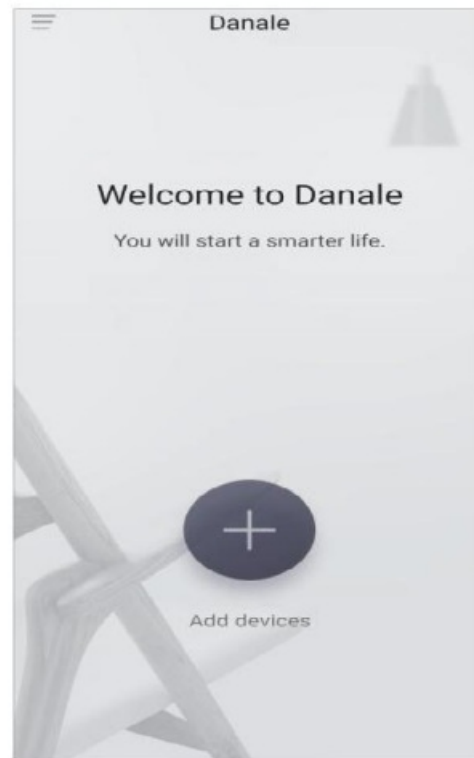 Danale
Welcome to Danale
You will start a smarter life.
Add devices